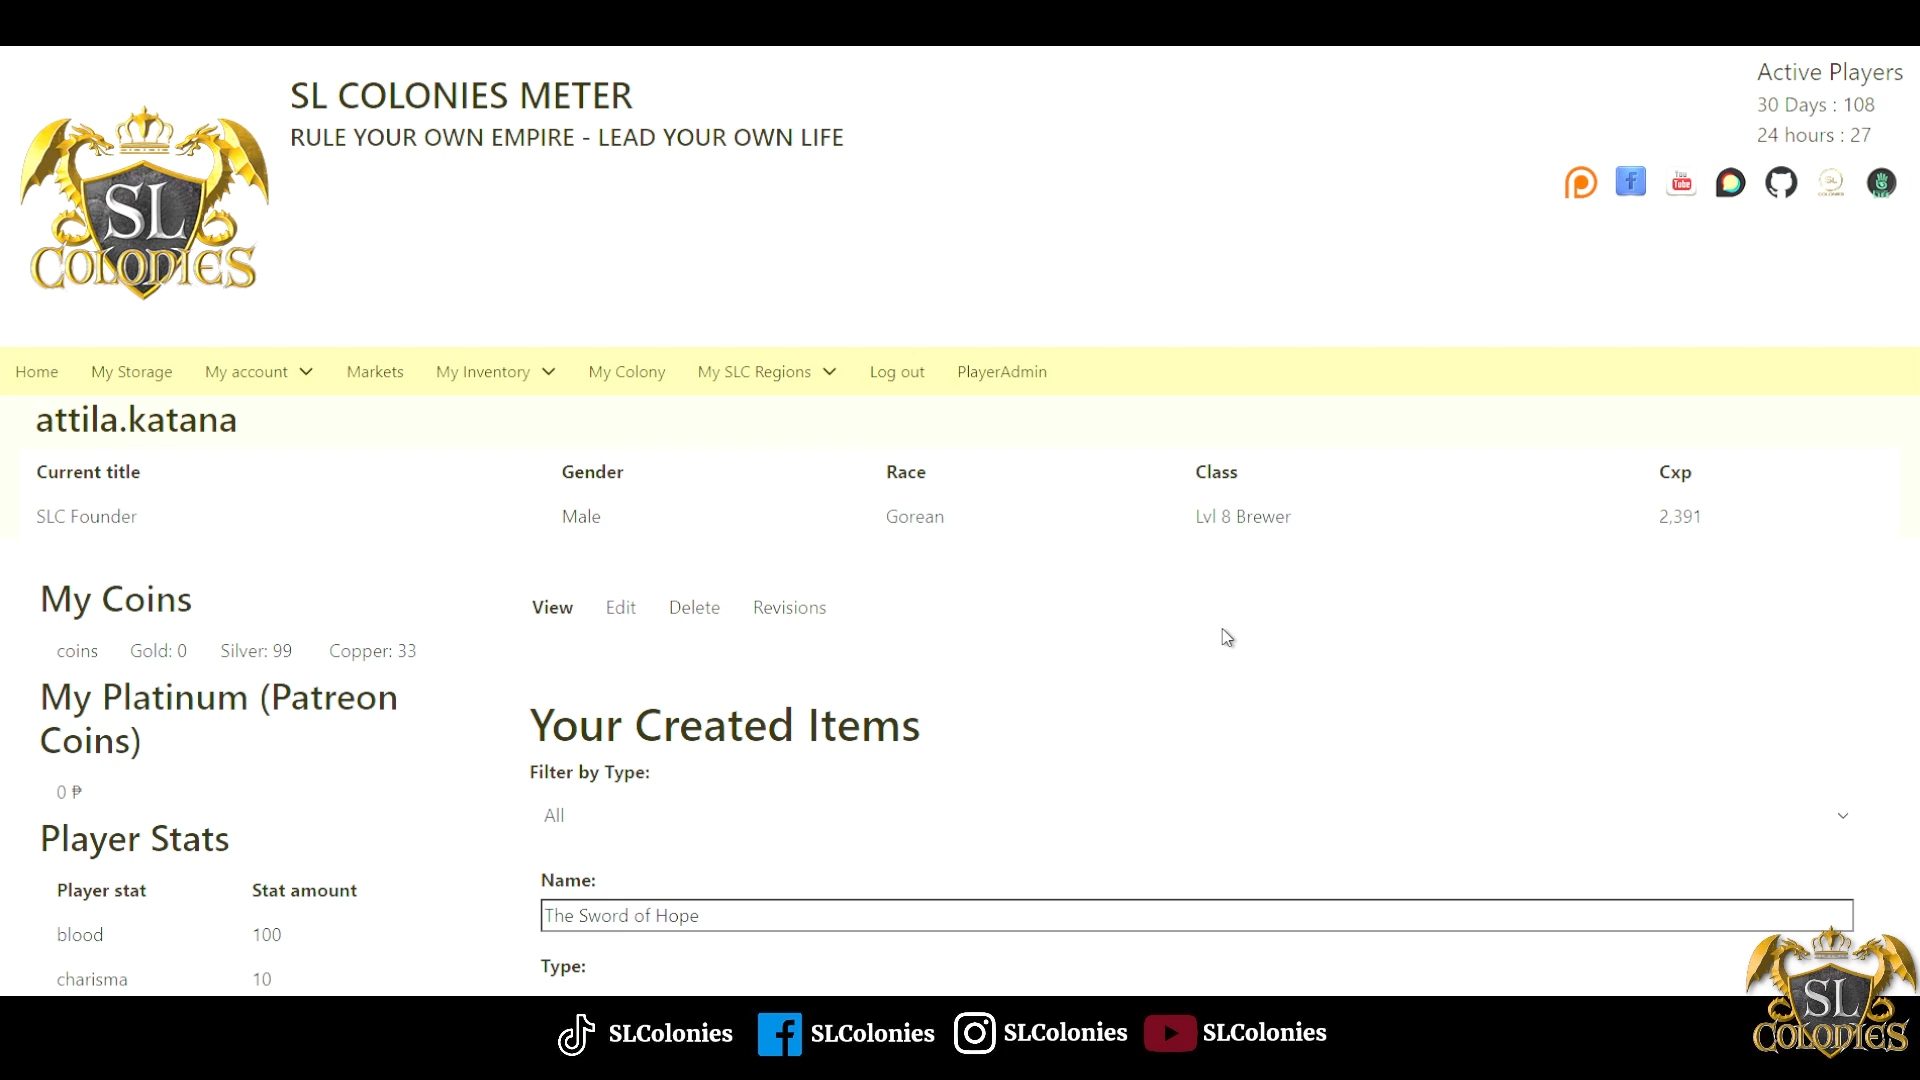 SL COLONIES METER
RULE YOUR OWN EMPIRE - LEAD YOUR OWN LIFE
SL
COLONIES
Active Players
30 Days : 108
24 hours : 27
You
Tube
Home My Storage My account Markets My Inventory My Colony My SLC Regions Log out PlayerAdmin
attila.katana
Current title Gender Race Class Cxp
SLC Founder Male Gorean Lvl 8 Brewer 2,391
My Coins
coins Gold: 0 Silver: 99 Copper: 33
My Platinum (Patreon
Coins)
0 ₱
Player Stats
Player stat Stat amount
blood 100
charisma 10
View Edit Delete Revisions
Your Created Items
Filter by Type:
All
Name:
The Sword of Hope
Type:
SLColonies SLColonies SLColonies SLColonies
SL
COLONIES